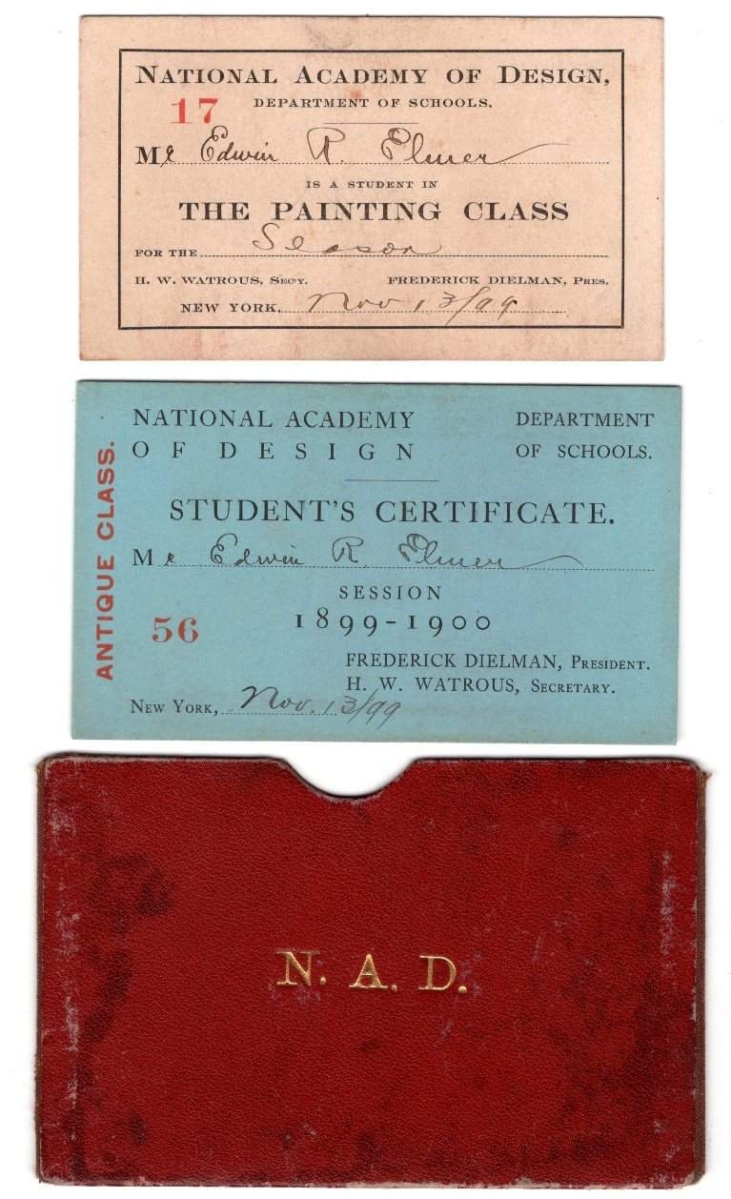 NATIONAL ACADEMY OF DESIGN,
17
DEPARTMENT OF SCHOOLS.
Mr Edwin R. Elmer
IS A STUDENT IN
THE PAINTING CLASS
FOR THE Season
H. W. WATROUS, SECY. FREDERICK DIELMAN, PRES.
NEW YORK, Nov. 13/99
NATIONAL ACADEMY OF DESIGN
DEPARTMENT OF SCHOOLS.
ANTIQUE CLASS.
STUDENT'S CERTIFICATE.
Mr Edwin R. Elmer
SESSION
56
1899-1900
FREDERICK DIELMAN, PRESIDENT.
H. W. WATROUS, SECRETARY.
NEW YORK, Nov. 13/99
N. A. D.